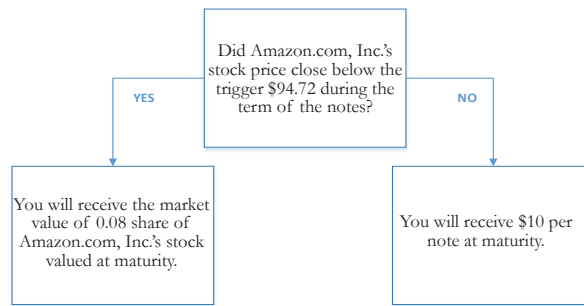 Did Amazon.com, Inc.'s
stock price close below the
trigger $94.72 during the
term of the notes?
YES
NO
You will receive the market
value of 0.08 share of
Amazon.com, Inc.'s stock
valued at maturity.
You will receive $10 per
note at maturity.